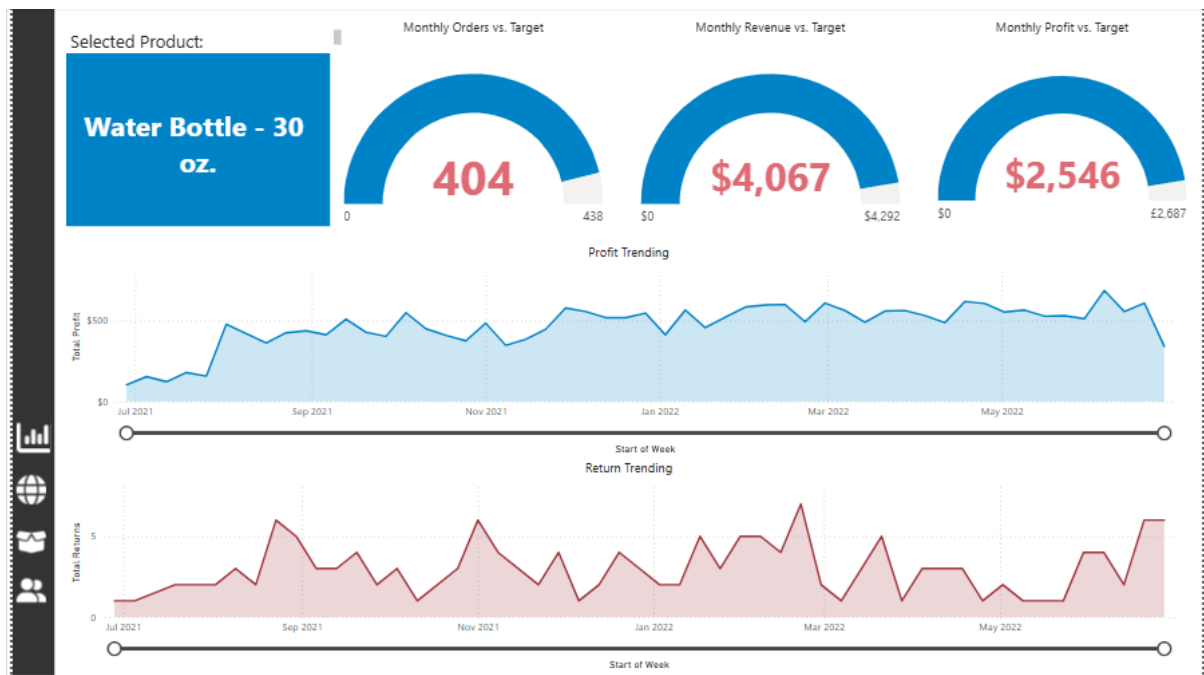 Selected Product:
Water Bottle - 30
oz.
Monthly Orders vs. Target
404
0
438
Monthly Revenue vs. Target
$4,067
$0
$4,292
Monthly Profit vs. Target
$2,546
$0
£2,687
Profit Trending
Total Profit
$500
$0
Jul 2021
Sep 2021
Nov 2021
Jan 2022
Mar 2022
May 2022
Start of Week
Return Trending
Total Returns
5
0
Jul 2021
Sep 2021
Nov 2021
Jan 2022
Mar 2022
May 2022
Start of Week